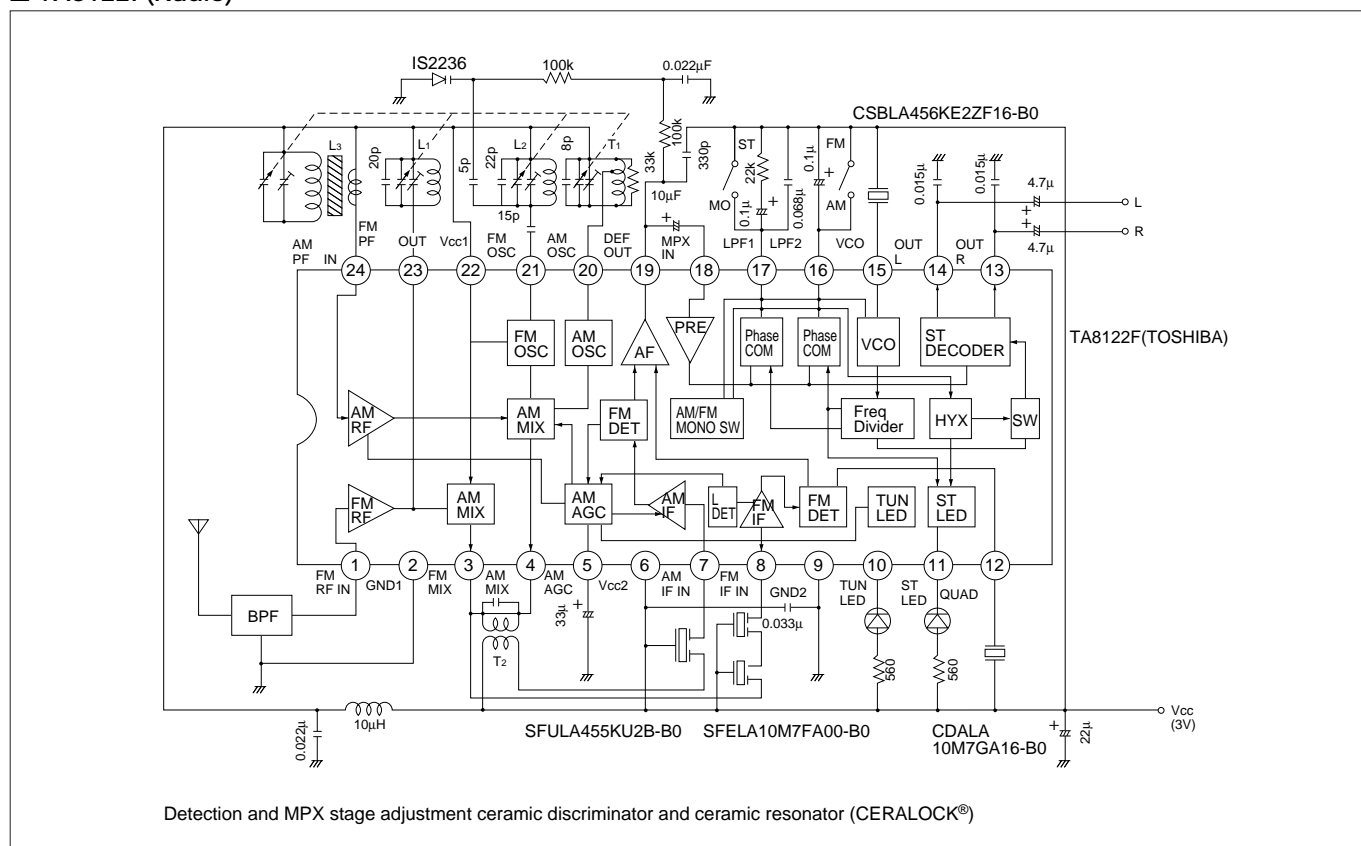 IS2236
100k
0.022µF
CSBLA456KE2ZF16-B0
L3
20p
L1
5p
22p
L2
8p
T1
33k
100k
330p
10µF
15p
ST
22k
MO
0.1µ
0.068µ
0.1µ
FM
AM
0.015µ
0.015µ
4.7µ
L
R
4.7µ
AM
PF
FM
PF
IN
OUT
Vcc1
FM
OSC
AM
OSC
DEF
OUT
MPX
IN
LPF1
LPF2
VCO
OUT
L
OUT
R
24
23
22
21
20
19
18
17
16
15
14
13
TA8122F(TOSHIBA)
FM
OSC
AM
OSC
AF
PRE
Phase
COM
Phase
COM
VCO
ST
DECODER
AM
RF
AM
MIX
FM
DET
AM/FM
MONO SW
Freq
Divider
HYX
SW
FM
RF
AM
MIX
AM
AGC
AM
IF
L
DET
FM
IF
FM
DET
TUN
LED
ST
LED
1
2
3
4
5
6
7
8
9
10
11
12
FM
RF IN
GND1
FM
MIX
AM
MIX
AM
AGC
Vcc2
AM
IF IN
FM
IF IN
GND2
TUN
LED
ST
LED
QUAD
BPF
T2
33µ
0.033µ
560
560
0.022µ
10µH
SFULA455KU2B-B0
SFELA10M7FA00-B0
CDALA
10M7GA16-B0
22µ
Vcc
(3V)
Detection and MPX stage adjustment ceramic discriminator and ceramic resonator (CERALOCK®)